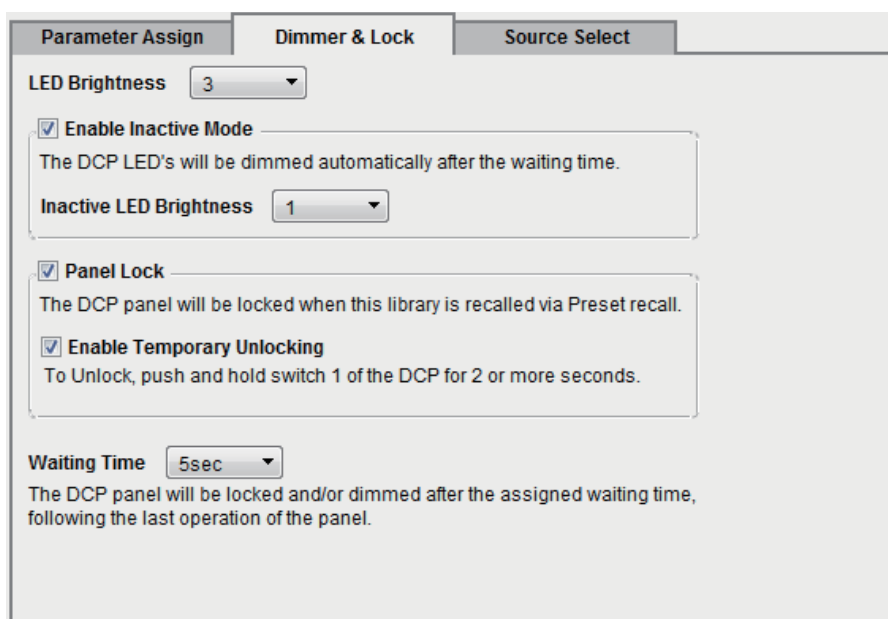 Parameter Assign
Dimmer & Lock
Source Select
LED Brightness 3
Enable Inactive Mode
The DCP LED's will be dimmed automatically after the waiting time.
Inactive LED Brightness 1
Panel Lock
The DCP panel will be locked when this library is recalled via Preset recall.
Enable Temporary Unlocking
To Unlock, push and hold switch 1 of the DCP for 2 or more seconds.
Waiting Time 5sec
The DCP panel will be locked and/or dimmed after the assigned waiting time,
following the last operation of the panel.